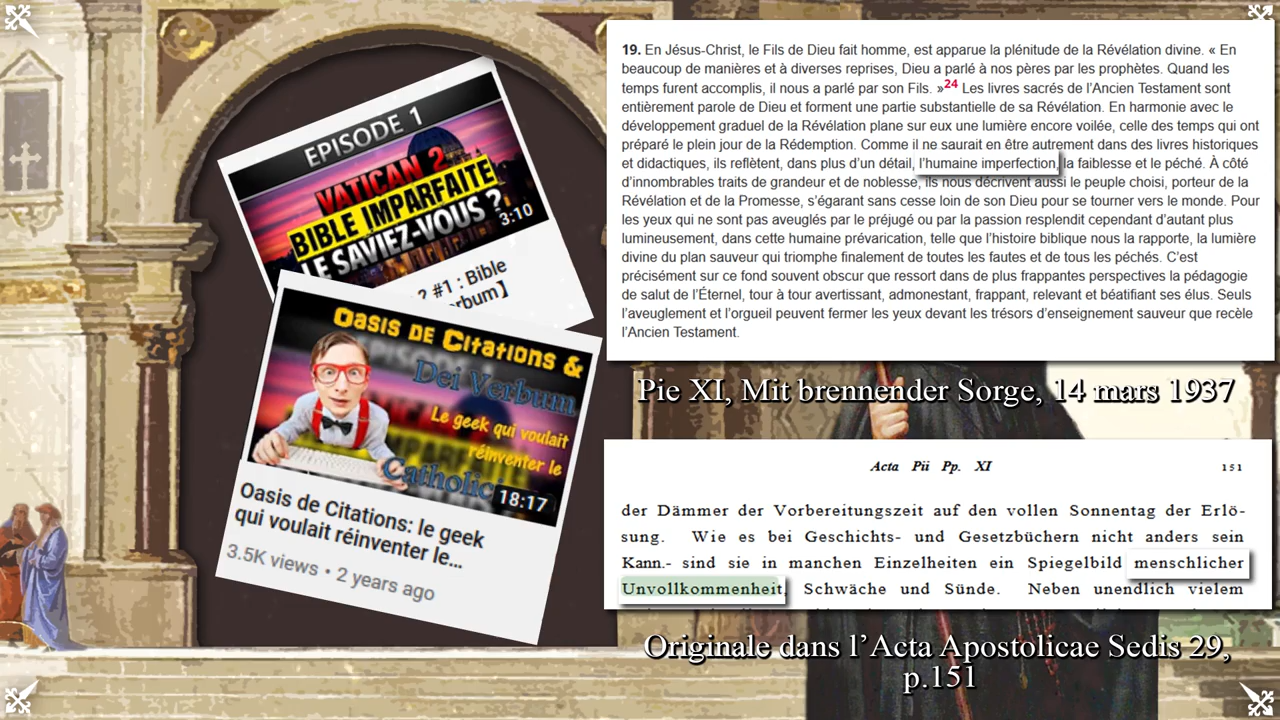 EPISODE 1
VATICAN 2
BIBLE IMPARFAITE
LE SAVIEZ-VOUS ?
3:10
2 #1 : Bible
erbum】
Oasis de Citations &
Dei Verbum
Le geek qui voulait
réinventer le
Catholic
18:17
Oasis de Citations: le geek
qui voulait réinventer le...
3.5K views • 2 years ago
19. En Jésus-Christ, le Fils de Dieu fait homme, est apparue la plénitude de la Révélation divine. « En
beaucoup de manières et à diverses reprises, Dieu a parlé à nos pères par les prophètes. Quand les
temps furent accomplis, il nous a parlé par son Fils. »24 Les livres sacrés de l’Ancien Testament sont
entièrement parole de Dieu et forment une partie substantielle de sa Révélation. En harmonie avec le
développement graduel de la Révélation plane sur eux une lumière encore voilée, celle des temps qui ont
préparé le plein jour de la Rédemption. Comme il ne saurait en être autrement dans des livres historiques
et didactiques, ils reflètent, dans plus d’un détail, l’humaine imperfection, la faiblesse et le péché. À côté
d’innombrables traits de grandeur et de noblesse, ils nous décrivent aussi le peuple choisi, porteur de la
Révélation et de la Promesse, s’égarant sans cesse loin de son Dieu pour se tourner vers le monde. Pour
les yeux qui ne sont pas aveuglés par le préjugé ou par la passion esplendit cependant d’autant plus
lumineusement, dans cette humaine prévarication, telle que l’histoire biblique nous la rapporte, la lumière
divine du plan sauveur qui triomphe finalement de toutes les fautes et de tous les péchés. C’est
précisément sur ce fond souvent obscur que ressort dans de plus frappantes perspectives la pédagogie
de salut de l’Éternel, tour à tour avertissant, admonestant, frappant, relevant et béatifiant ses élus. Seuls
l’aveuglement et l’orgueil peuvent fermer les yeux devant les trésors d’enseignement sauveur que recèle
l’Ancien Testament.
Pie XI, Mit brennender Sorge, 14 mars 1937
Acta Pii Pp. XI 151
der Dämmer der Vorbereitungszeit auf den vollen Sonnentag der Erlö-
sung. Wie es bei Geschichts- und Gesetzbüchern nicht anders sein
Kann.- sind sie in manchen Einzelheiten ein Spiegelbild menschlicher
Unvollkommenheit, Schwäche und Sünde. Neben unendlich vielem
Originale dans l’Acta Apostolicae Sedis 29,
p.151